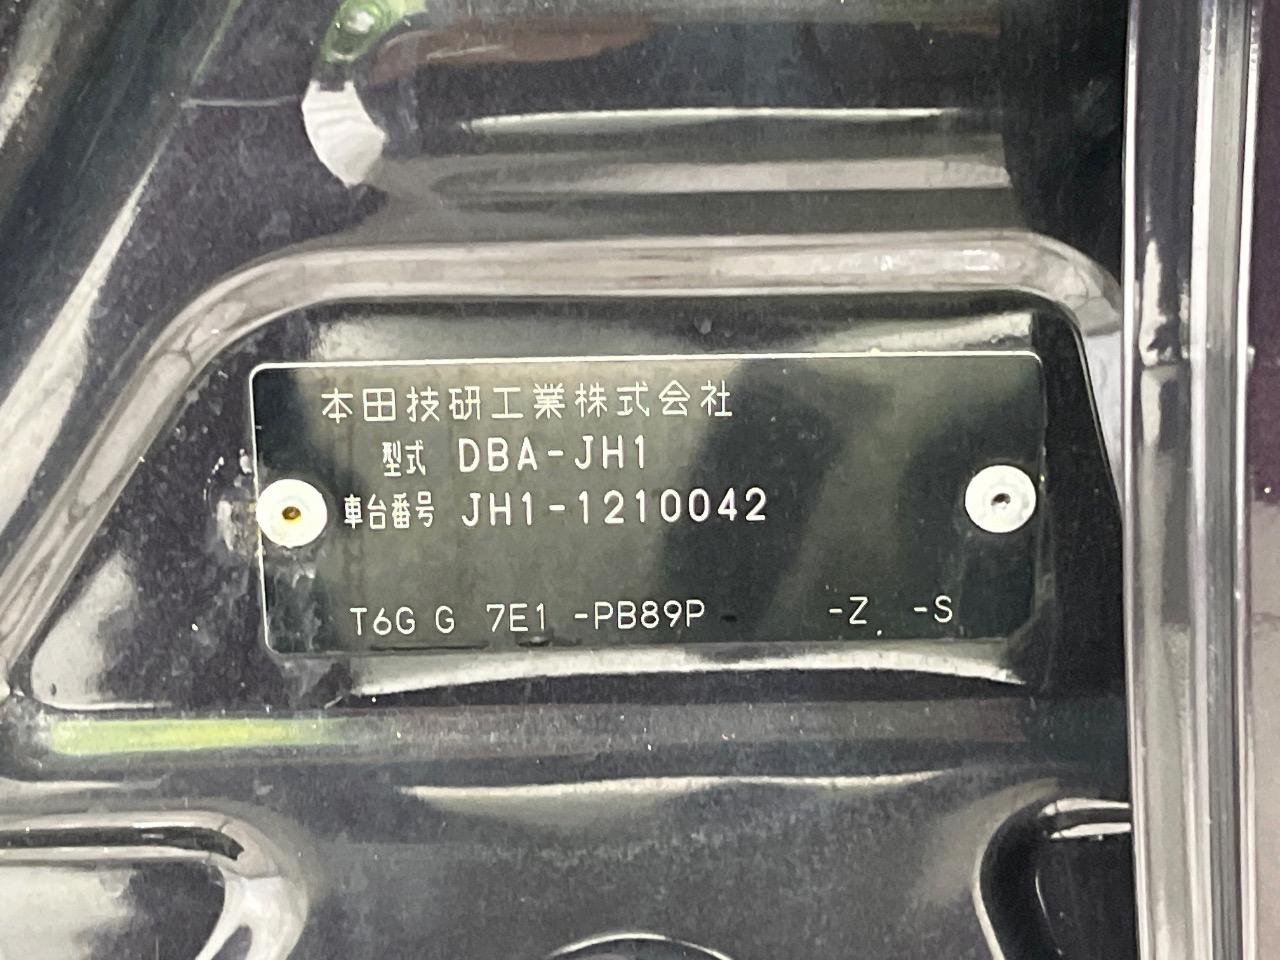 本田技研工業株式会社
型式 DBA-JH1
車台番号 JH1-1210042
T6G G 7E1 -PB89P -Z -S